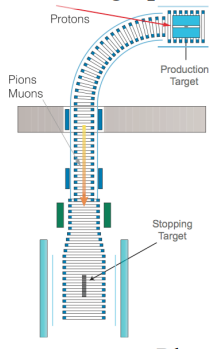 Protons
Production
Target
Pions
Muons
Stopping
Target